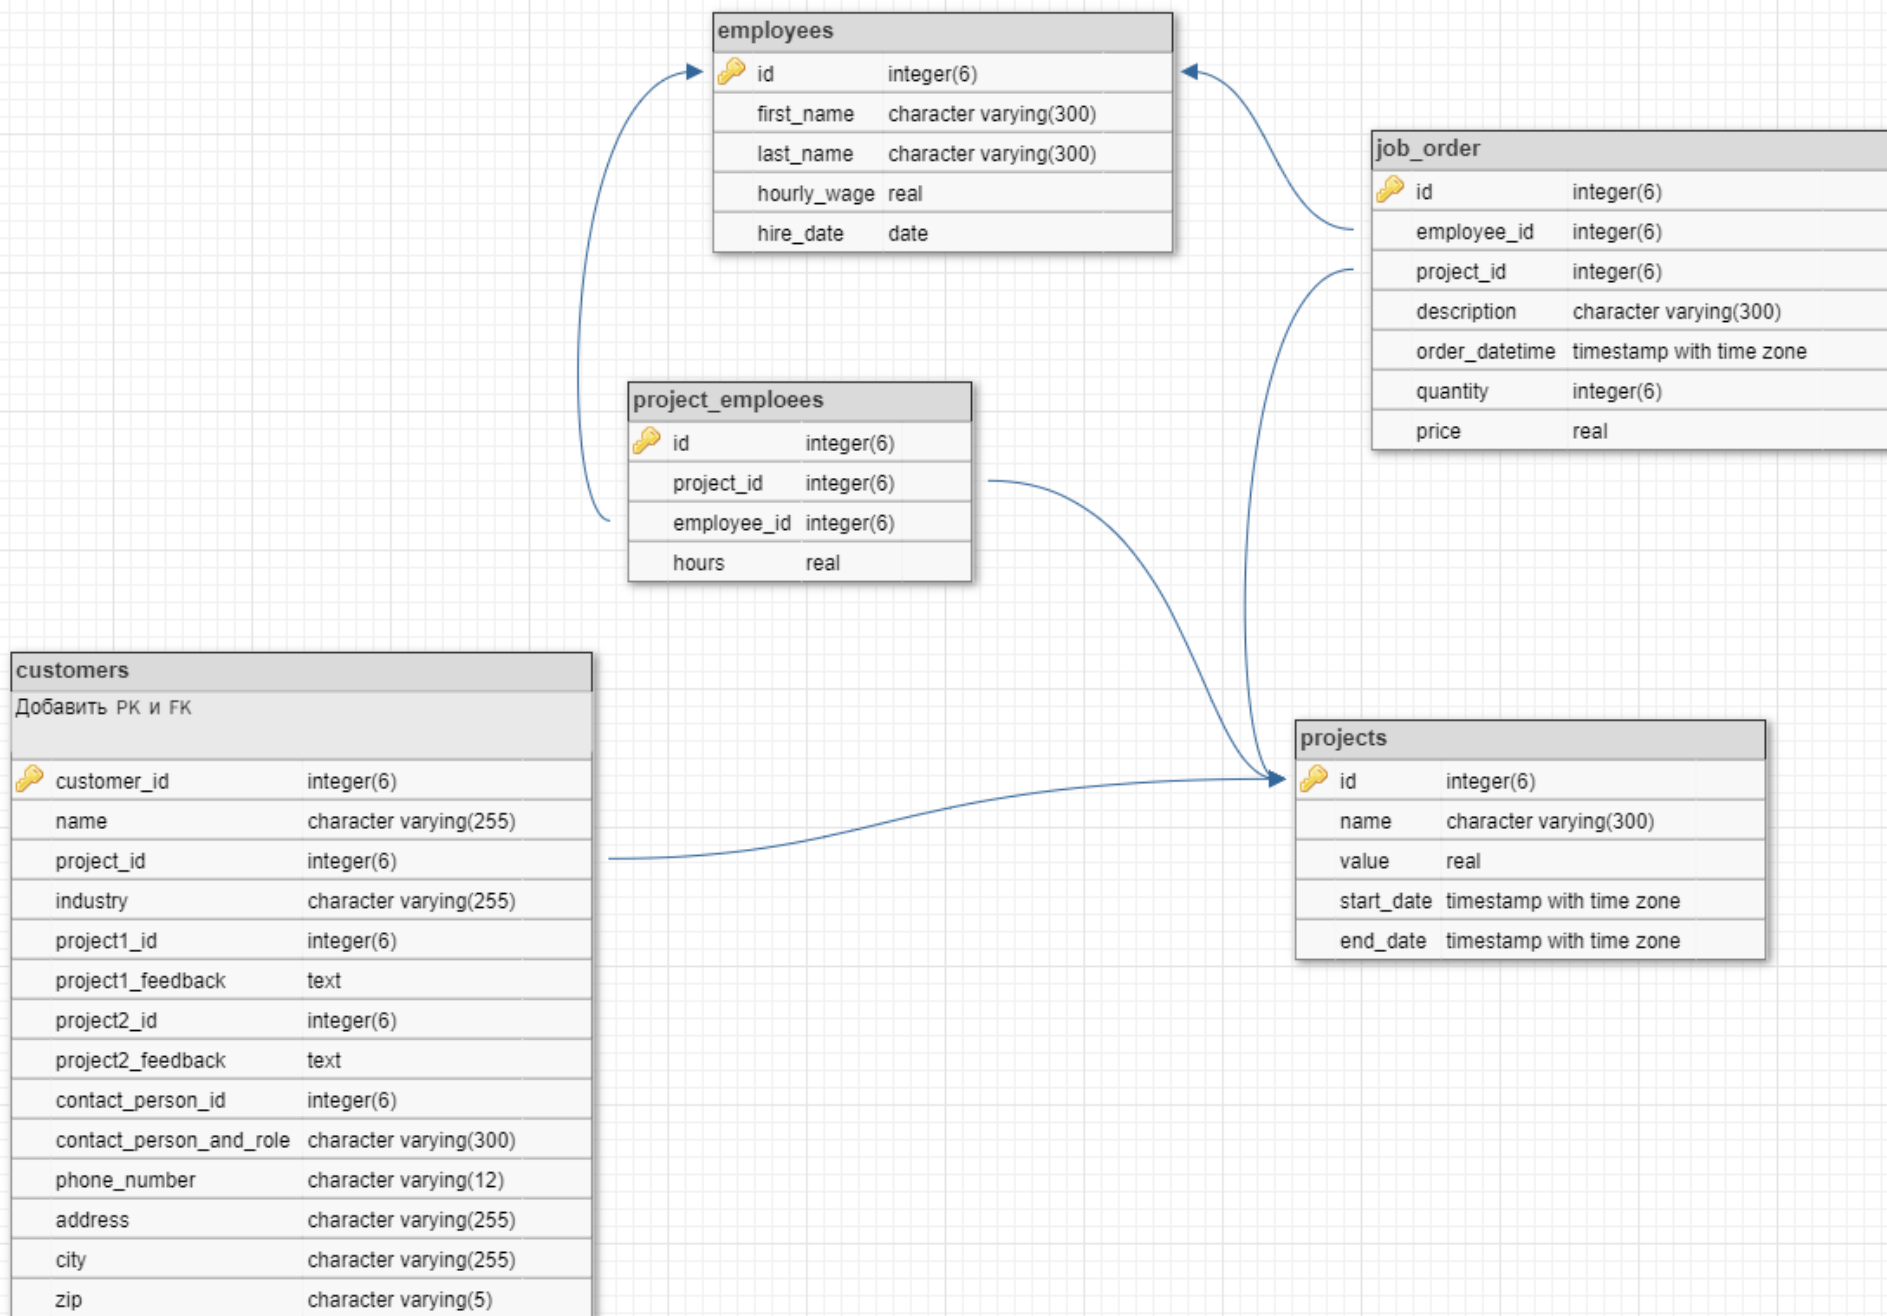 employees
id integer(6)
first_name character varying(300)
last_name character varying(300)
hourly_wage real
hire_date date
job_order
id integer(6)
employee_id integer(6)
project_id integer(6)
description character varying(300)
order_datetime timestamp with time zone
quantity integer(6)
price real
project_emploees
id integer(6)
project_id integer(6)
employee_id integer(6)
hours real
customers
Добавить PK и FK
customer_id integer(6)
name character varying(255)
project_id integer(6)
industry character varying(255)
project1_id integer(6)
project1_feedback text
project2_id integer(6)
project2_feedback text
contact_person_id integer(6)
contact_person_and_role character varying(300)
phone_number character varying(12)
address character varying(255)
city character varying(255)
zip character varying(5)
projects
id integer(6)
name character varying(300)
value real
start_date timestamp with time zone
end_date timestamp with time zone